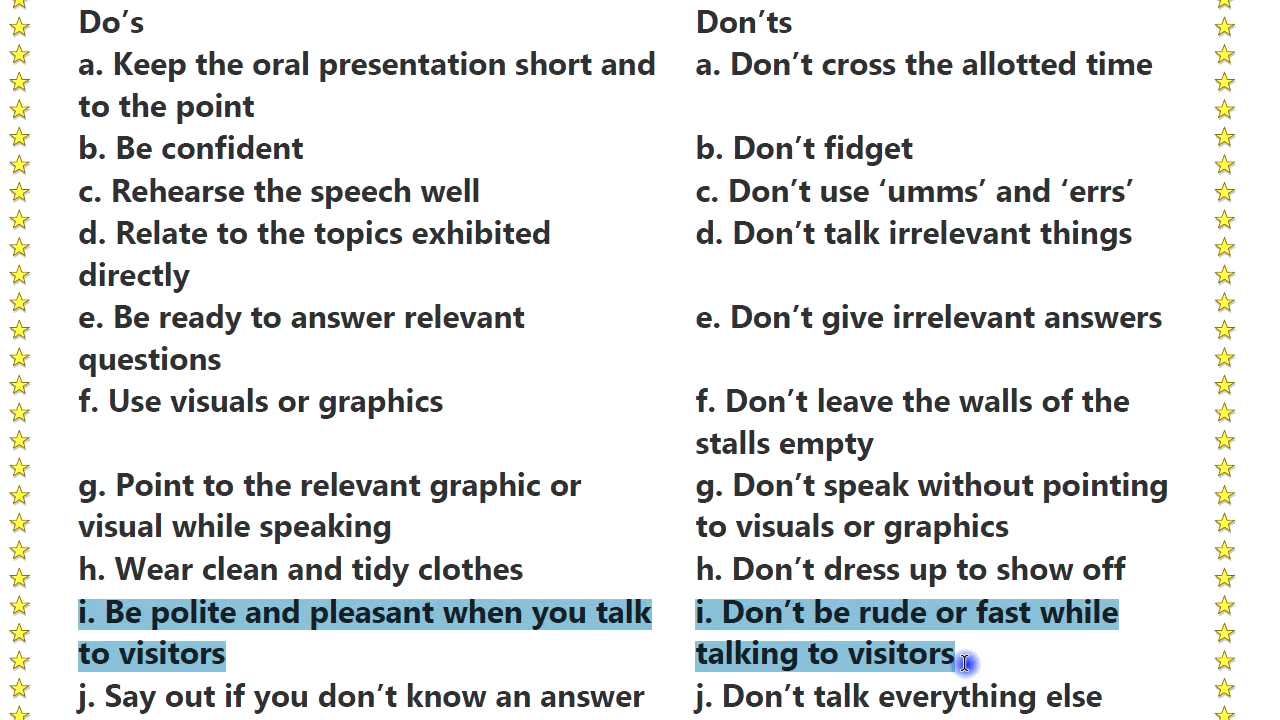 Do’s
a. Keep the oral presentation short and
to the point
b. Be confident
c. Rehearse the speech well
d. Relate to the topics exhibited
directly
e. Be ready to answer relevant
questions
f. Use visuals or graphics
g. Point to the relevant graphic or
visual while speaking
h. Wear clean and tidy clothes
i. Be polite and pleasant when you talk
to visitors
j. Say out if you don’t know an answer
Don’ts
a. Don’t cross the allotted time
b. Don’t fidget
c. Don’t use ‘umms’ and ‘errs’
d. Don’t talk irrelevant things
e. Don’t give irrelevant answers
f. Don’t leave the walls of the
stalls empty
g. Don’t speak without pointing
to visuals or graphics
h. Don’t dress up to show off
i. Don’t be rude or fast while
talking to visitors
j. Don’t talk everything else